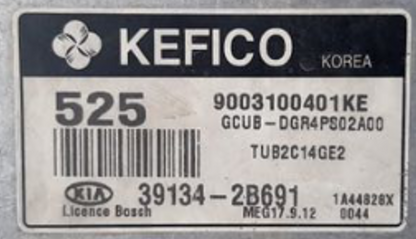 KEFICO KOREA
525
9003100401KE
GCUB-DGR4PS02A00
TUB2C14GE2
KIA 39134-2B691 1A44828X
Licence Bosch MEG17.9.12 0044